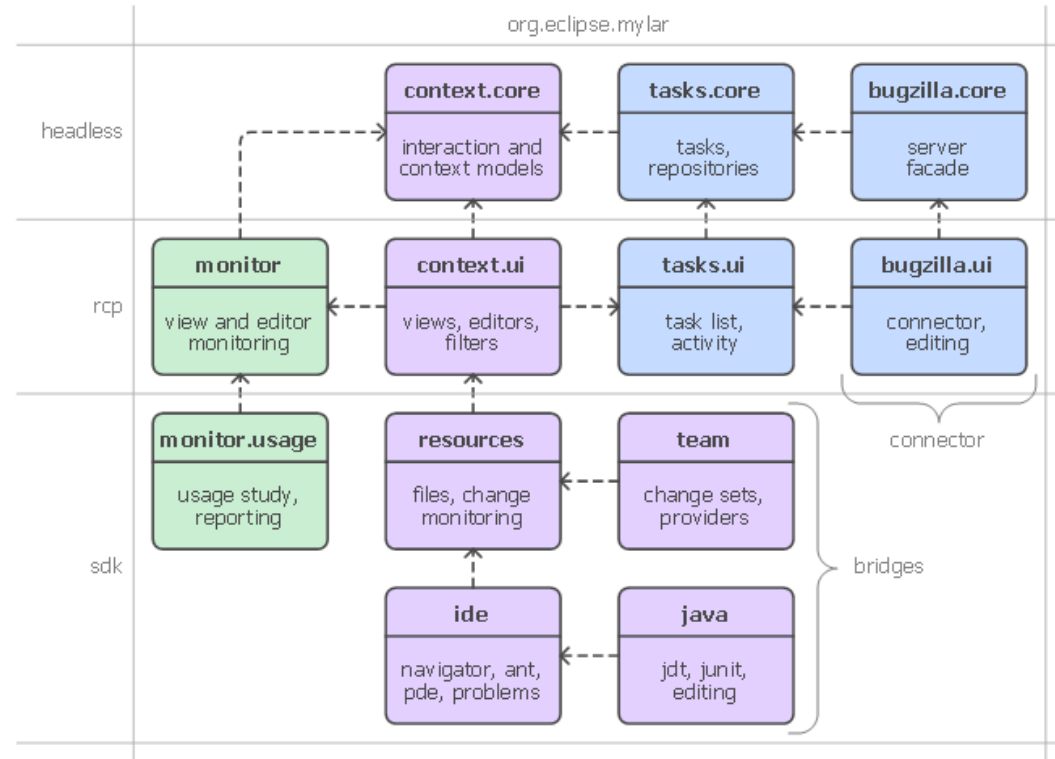 org.eclipse.mylar
headless
context.core
interaction and
context models
tasks.core
tasks,
repositories
bugzilla.core
server
facade
rcp
monitor
view and editor
monitoring
context.ui
views, editors,
filters
tasks.ui
task list,
activity
bugzilla.ui
connector,
editing
connector
sdk
monitor.usage
usage study,
reporting
resources
files, change
monitoring
team
change sets,
providers
bridges
ide
navigator, ant,
pde, problems
java
jdt, junit,
editing